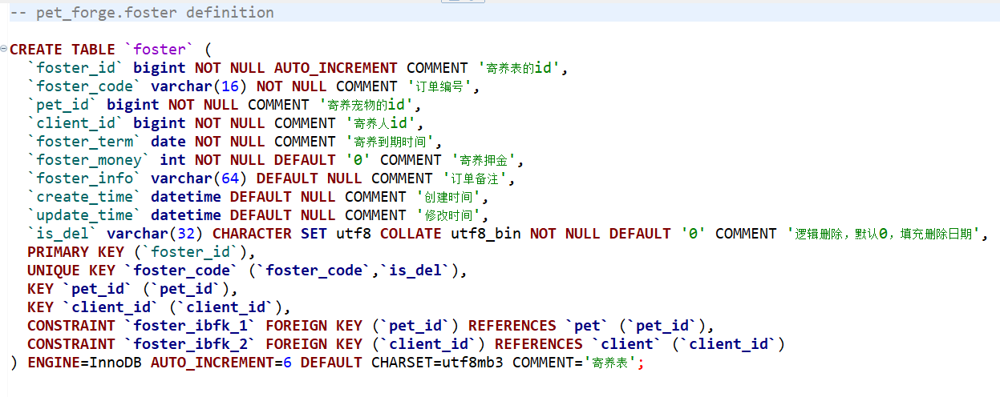 -- pet_forge.foster definition
CREATE TABLE `foster` (
`foster_id` bigint NOT NULL AUTO_INCREMENT COMMENT '寄养表的id',
`foster_code` varchar(16) NOT NULL COMMENT '订单编号',
`pet_id` bigint NOT NULL COMMENT '寄养宠物的id',
`client_id` bigint NOT NULL COMMENT '寄养人id',
`foster_term` date NOT NULL COMMENT '寄养到期时间',
`foster_money` int NOT NULL DEFAULT '0' COMMENT '寄养押金',
`foster_info` varchar(64) DEFAULT NULL COMMENT '订单备注',
`create_time` datetime DEFAULT NULL COMMENT '创建时间',
`update_time` datetime DEFAULT NULL COMMENT '修改时间',
`is_del` varchar(32) CHARACTER SET utf8 COLLATE utf8_bin NOT NULL DEFAULT '0' COMMENT '逻辑删除，默认0，填充删除日期',
PRIMARY KEY (`foster_id`),
UNIQUE KEY `foster_code` (`foster_code`,`is_del`),
KEY `pet_id` (`pet_id`),
KEY `client_id` (`client_id`),
CONSTRAINT `foster_ibfk_1` FOREIGN KEY (`pet_id`) REFERENCES `pet` (`pet_id`),
CONSTRAINT `foster_ibfk_2` FOREIGN KEY (`client_id`) REFERENCES `client` (`client_id`)
) ENGINE=InnoDB AUTO_INCREMENT=6 DEFAULT CHARSET=utf8mb3 COMMENT='寄养表';